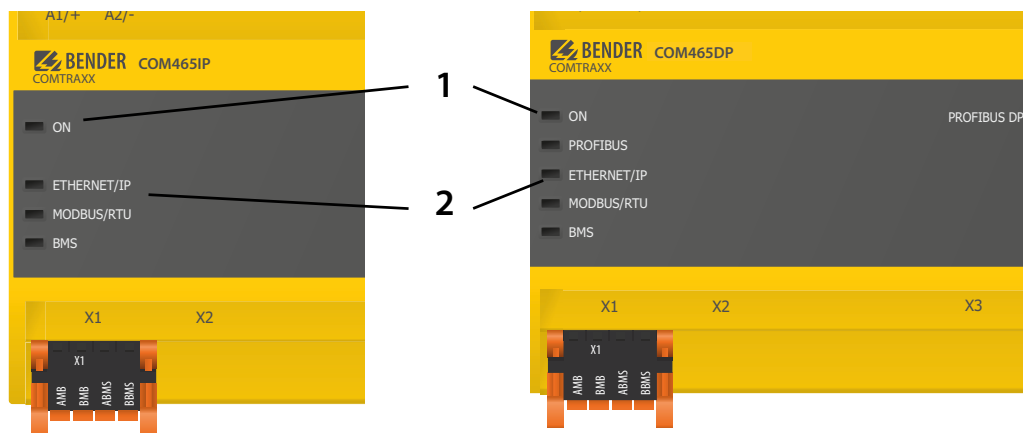 A1/+ A2/-
BENDER COM465IP
COMTRAXX
ON
ETHERNET/IP
MODBUS/RTU
BMS
X1 X2
X1
AMB BMB ABMS BBMS
1
2
BENDER COM465DP
COMTRAXX
ON PROFIBUS DP
PROFIBUS
ETHERNET/IP
MODBUS/RTU
BMS
X1 X2 X3
X1
AMB BMB ABMS BBMS